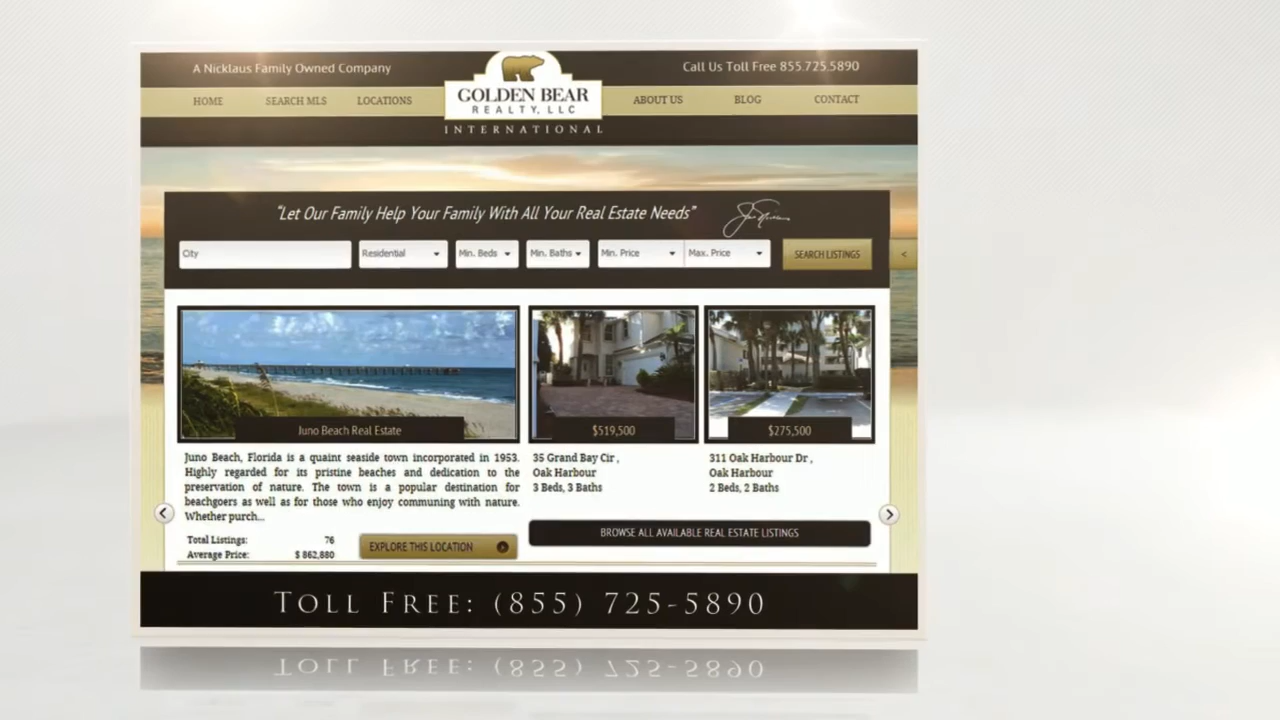 A Nicklaus Family Owned Company
Call Us Toll Free 855.725.5890
HOME
SEARCH MLS
LOCATIONS
GOLDEN BEAR
REALTY, LLC
INTERNATIONAL
ABOUT US
BLOG
CONTACT
"Let Our Family Help Your Family With All Your Real Estate Needs"
City
Residential
Min. Beds
Min. Baths
Min. Price
Max. Price
SEARCH LISTINGS
<
Juno Beach Real Estate
Juno Beach, Florida is a quaint seaside town incorporated in 1953.
Highly regarded for its pristine beaches and dedication to the
preservation of nature. The town is a popular destination for
beachgoers as well as for those who enjoy communing with nature.
Whether purch...
Total Listings: 76
Average Price: $ 862,880
EXPLORE THIS LOCATION
$519,500
35 Grand Bay Cir ,
Oak Harbour
3 Beds, 3 Baths
$275,500
311 Oak Harbour Dr ,
Oak Harbour
2 Beds, 2 Baths
BROWSE ALL AVAILABLE REAL ESTATE LISTINGS
TOLL FREE: (855) 725-5890